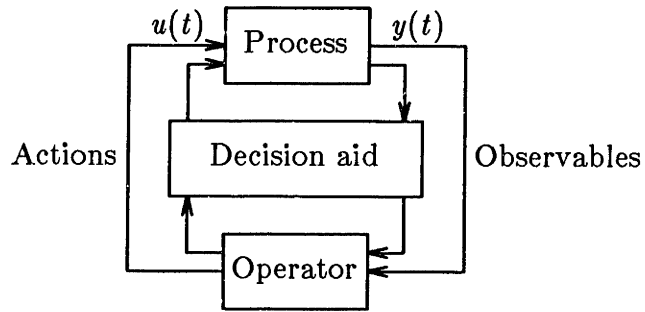 u(t)
Process
y(t)
Actions
Decision aid
Observables
Operator